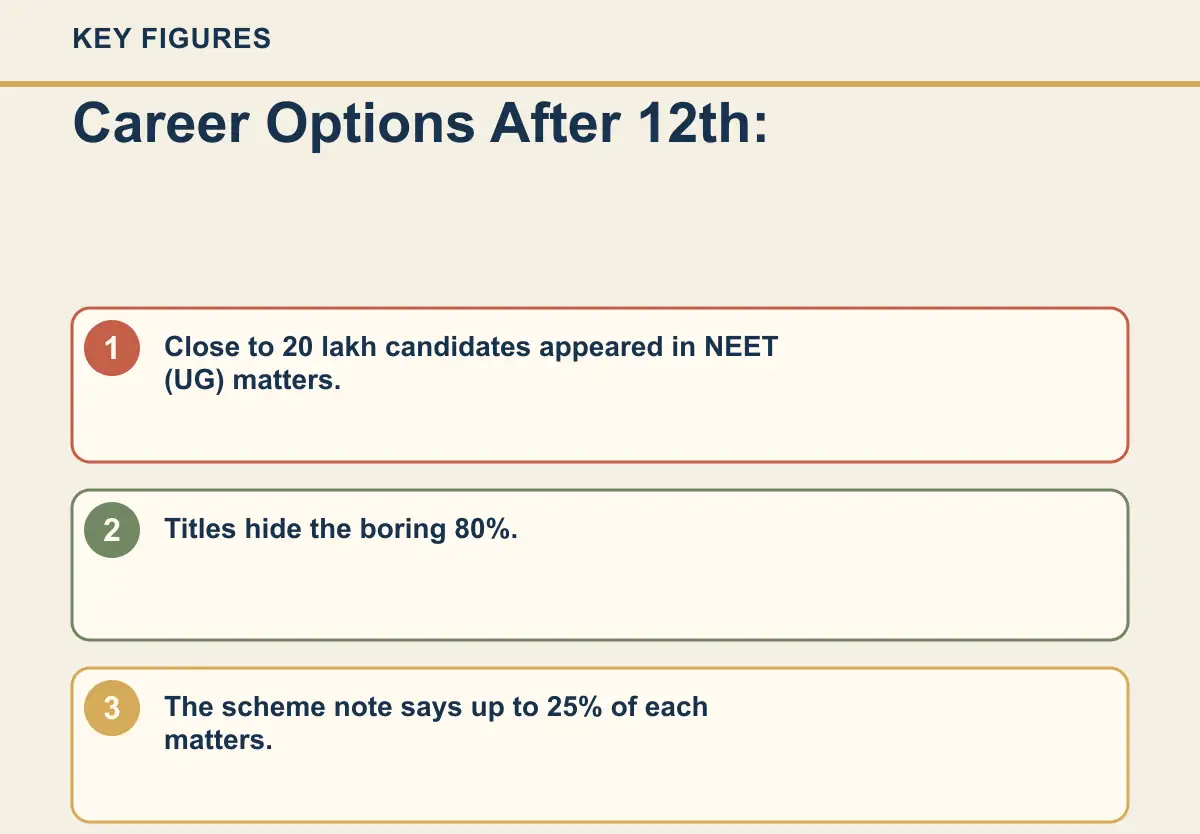 KEY FIGURES
Career Options After 12th:
1
Close to 20 lakh candidates appeared in NEET
(UG) matters.
2
Titles hide the boring 80%.
3
The scheme note says up to 25% of each
matters.